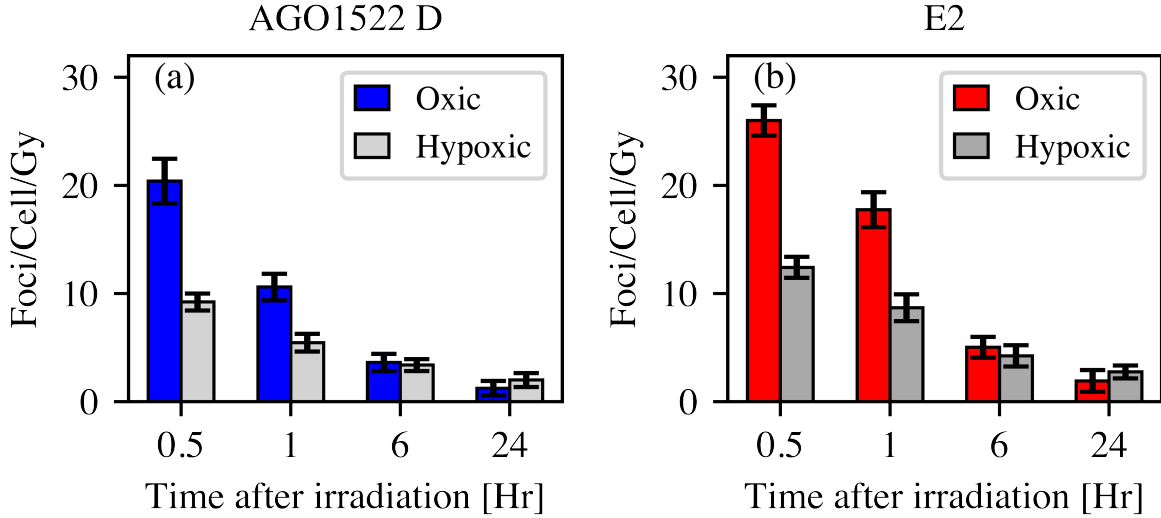 AGO1522 D
(a)
Oxic
Hypoxic
Foci/Cell/Gy
30
20
10
0
0.5 1 6 24
Time after irradiation [Hr]
E2
(b)
Oxic
Hypoxic
Foci/Cell/Gy
30
20
10
0
0.5 1 6 24
Time after irradiation [Hr]